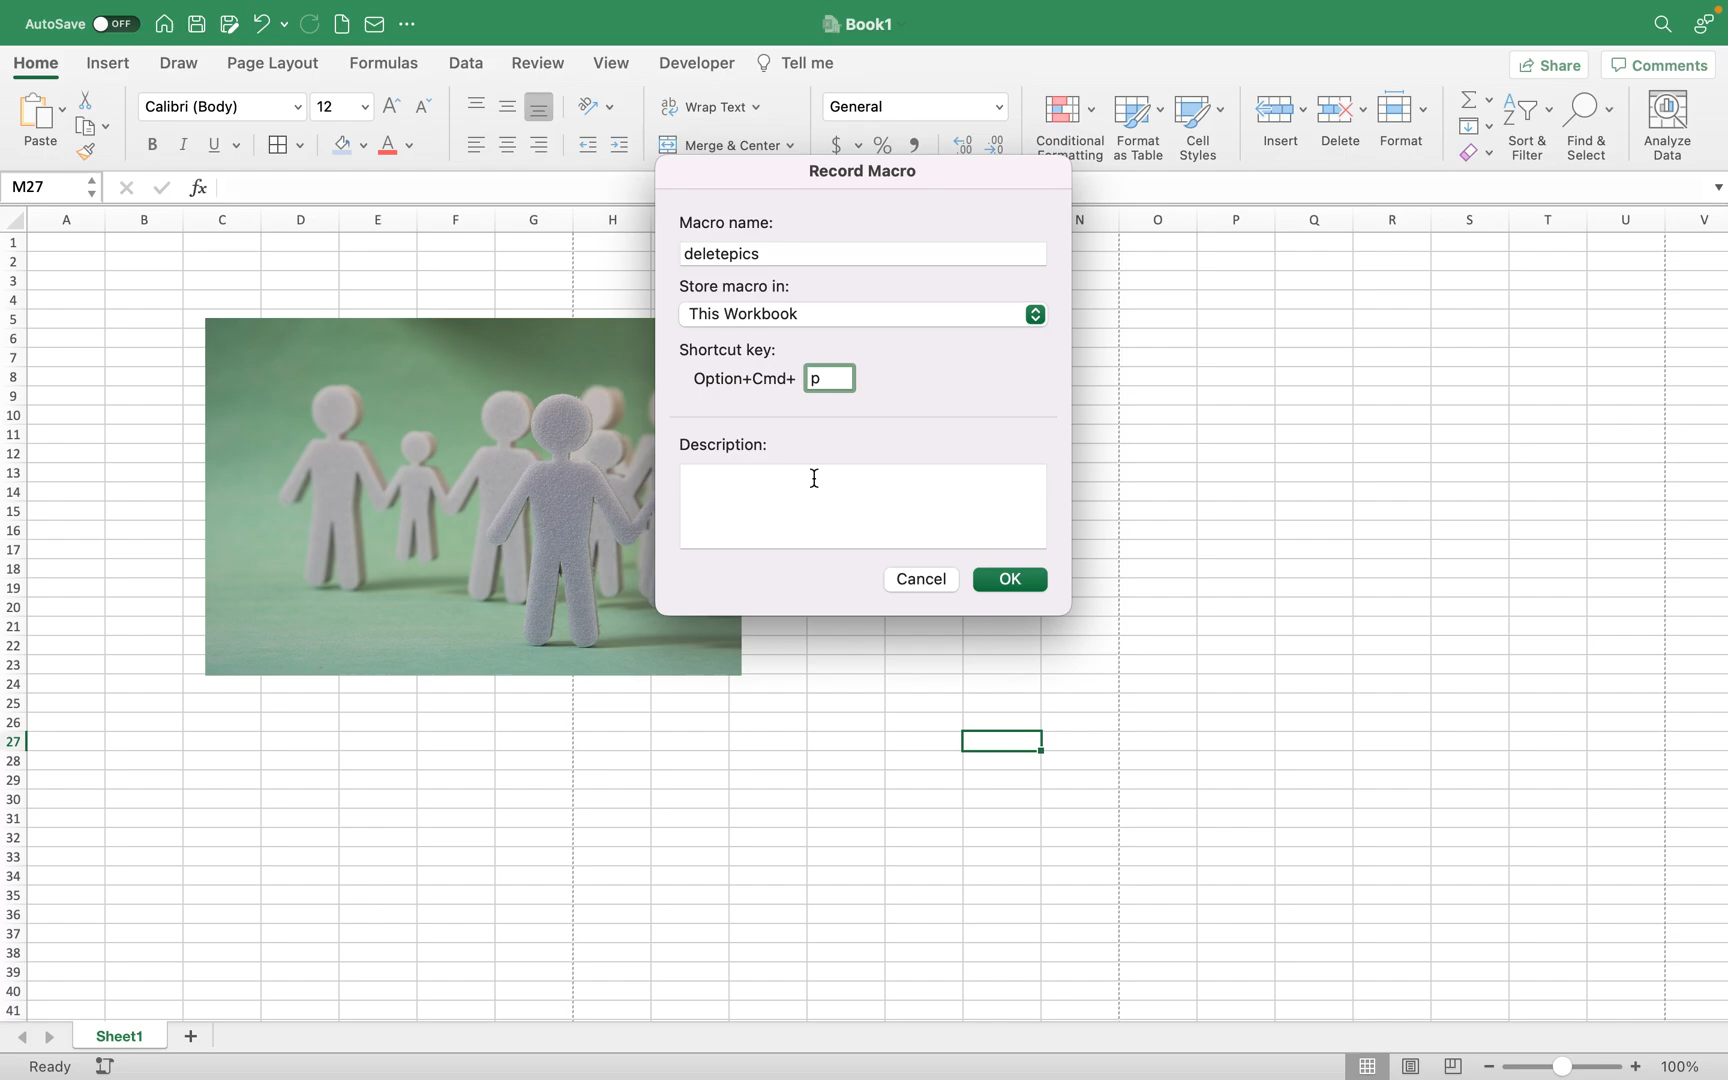 AutoSave OFF Book1
Home Insert Draw Page Layout Formulas Data Review View Developer Tell me Share Comments
Paste Calibri (Body) 12 Wrap Text General
B I U Merge & Center $ % Conditional Formatting Format as Table Cell Styles Insert Delete Format Sort & Filter Find & Select Analyze Data
M27 fx
A B C D E F G H N O P Q R S T U V
Record Macro
Macro name:
deletepics
Store macro in:
This Workbook
Shortcut key:
Option+Cmd+ p
Description:
Cancel OK
1
2
3
4
5
6
7
8
9
10
11
12
13
14
15
16
17
18
19
20
21
22
23
24
25
26
27
28
29
30
31
32
33
34
35
36
37
38
39
40
41
Sheet1 +
Ready 100%